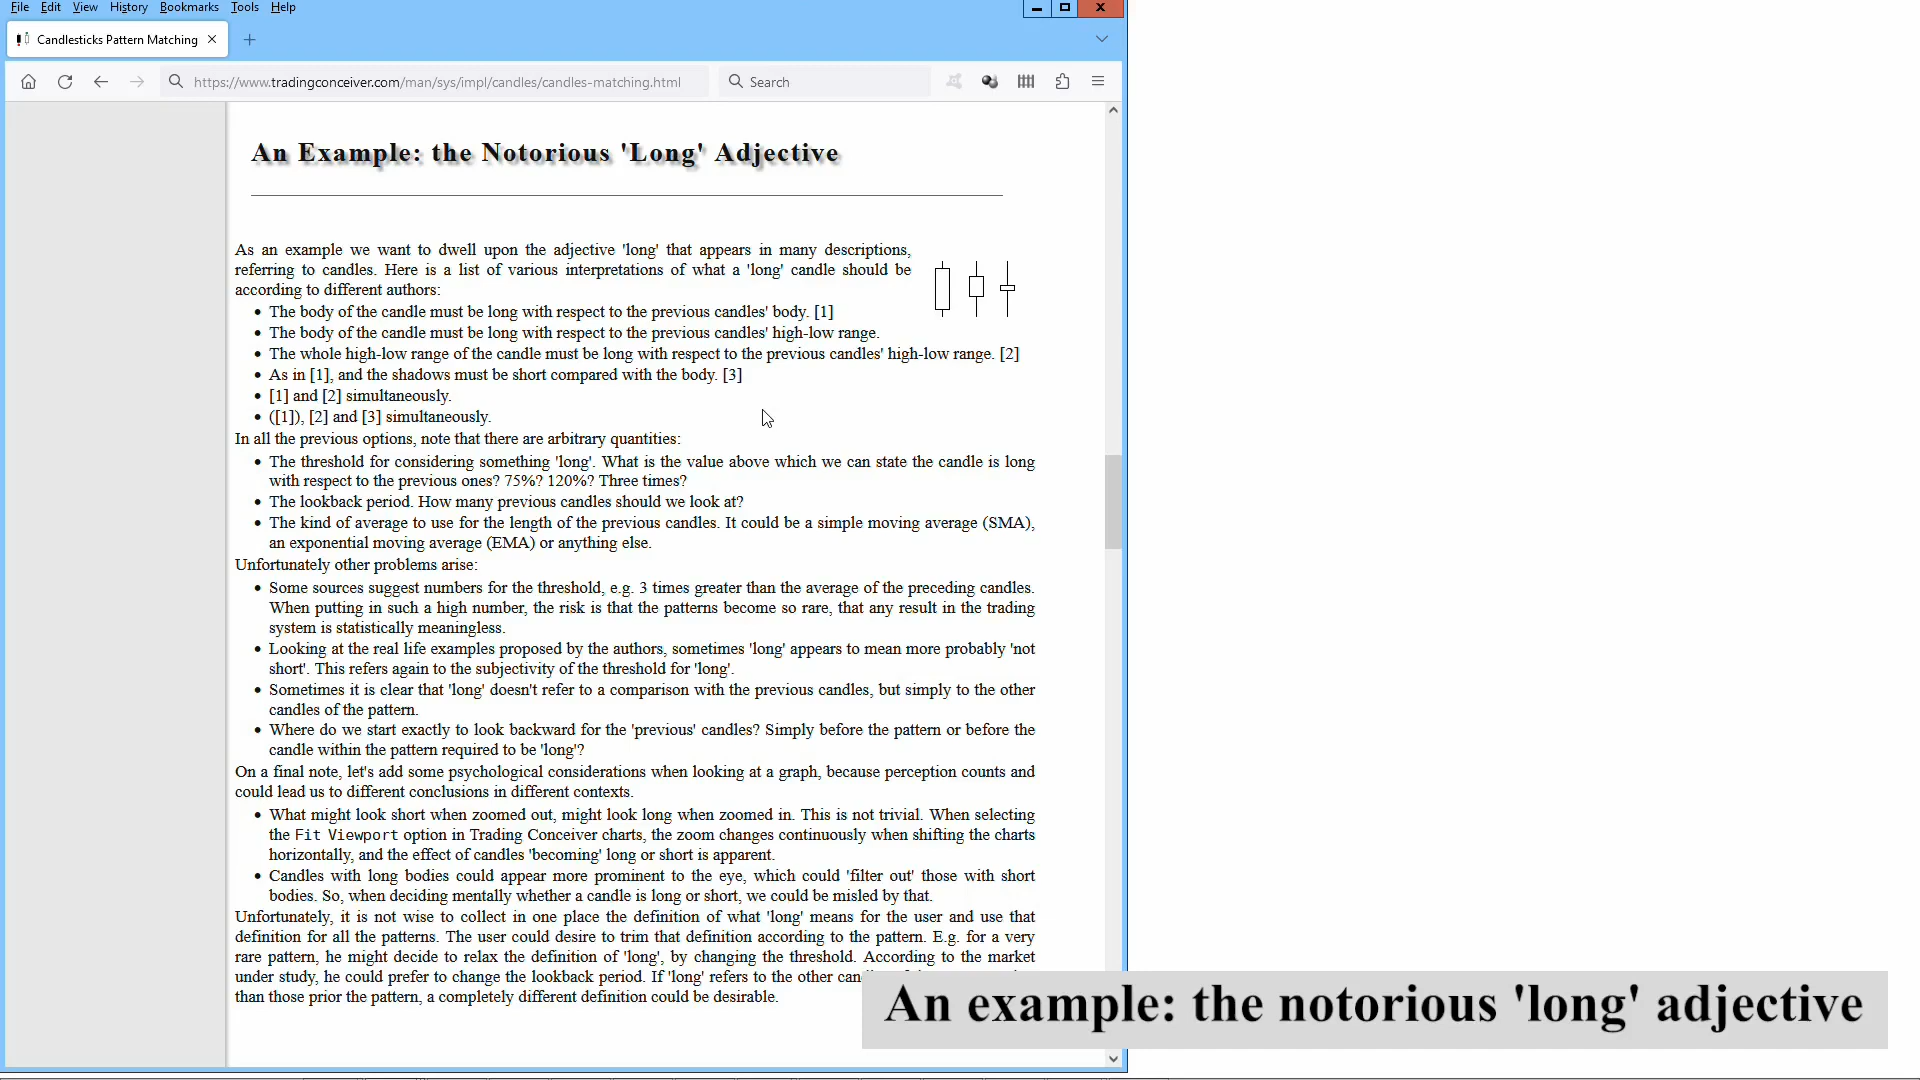 File Edit View History Bookmarks Tools Help
Candlesticks Pattern Matching
https://www.tradingconceiver.com/man/sys/impl/candles/candles-matching.html
Search
An Example: the Notorious 'Long' Adjective
As an example we want to dwell upon the adjective 'long' that appears in many descriptions,
referring to candles. Here is a list of various interpretations of what a 'long' candle should be
according to different authors:
• The body of the candle must be long with respect to the previous candles' body. [1]
• The body of the candle must be long with respect to the previous candles' high-low range.
• The whole high-low range of the candle must be long with respect to the previous candles' high-low range. [2]
• As in [1], and the shadows must be short compared with the body. [3]
• [1] and [2] simultaneously.
• ([1]), [2] and [3] simultaneously.
In all the previous options, note that there are arbitrary quantities:
• The threshold for considering something 'long'. What is the value above which we can state the candle is long
with respect to the previous ones? 75%? 120%? Three times?
• The lookback period. How many previous candles should we look at?
• The kind of average to use for the length of the previous candles. It could be a simple moving average (SMA),
an exponential moving average (EMA) or anything else.
Unfortunately other problems arise:
• Some sources suggest numbers for the threshold, e.g. 3 times greater than the average of the preceding candles.
When putting in such a high number, the risk is that the patterns become so rare, that any result in the trading
system is statistically meaningless.
• Looking at the real life examples proposed by the authors, sometimes 'long' appears to mean more probably 'not
short'. This refers again to the subjectivity of the threshold for 'long'.
• Sometimes it is clear that 'long' doesn't refer to a comparison with the previous candles, but simply to the other
candles of the pattern.
• Where do we start exactly to look backward for the 'previous' candles? Simply before the pattern or before the
candle within the pattern required to be 'long'?
On a final note, let's add some psychological considerations when looking at a graph, because perception counts and
could lead us to different conclusions in different contexts.
• What might look short when zoomed out, might look long when zoomed in. This is not trivial. When selecting
the Fit Viewport option in Trading Conceiver charts, the zoom changes continuously when shifting the charts
horizontally, and the effect of candles 'becoming' long or short is apparent.
• Candles with long bodies could appear more prominent to the eye, which could 'filter out' those with short
bodies. So, when deciding mentally whether a candle is long or short, we could be misled by that.
Unfortunately, it is not wise to collect in one place the definition of what 'long' means for the user and use that
definition for all the patterns. The user could desire to trim that definition according to the pattern. E.g. for a very
rare pattern, he might decide to relax the definition of 'long', by changing the threshold. According to the market
under study, he could prefer to change the lookback period. If 'long' refers to the other
than those prior the pattern, a completely different definition could be desirable.
An example: the notorious 'long' adjective